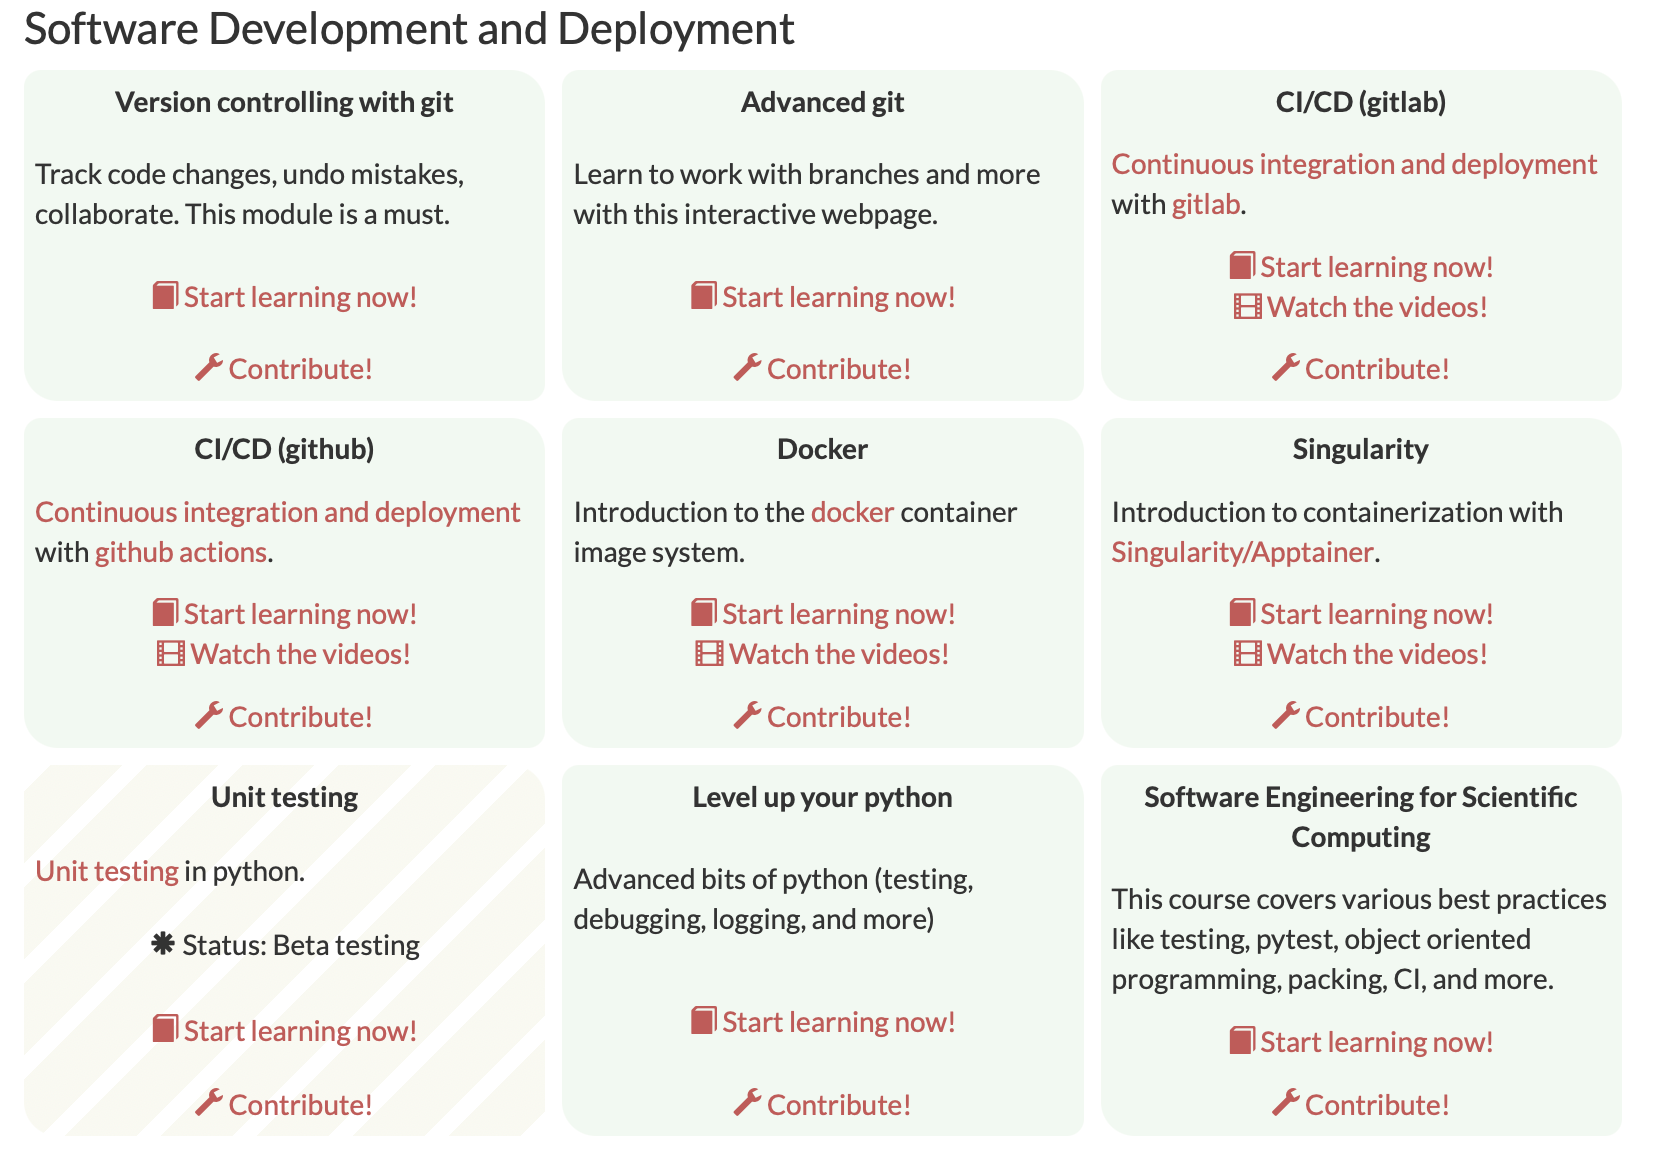 Software Development and Deployment
Version controlling with git
Track code changes, undo mistakes,
collaborate. This module is a must.
Start learning now!
Contribute!
Advanced git
Learn to work with branches and more
with this interactive webpage.
Start learning now!
Contribute!
CI/CD (gitlab)
Continuous integration and deployment
with gitlab.
Start learning now!
Watch the videos!
Contribute!
CI/CD (github)
Continuous integration and deployment
with github actions.
Start learning now!
Watch the videos!
Contribute!
Docker
Introduction to the docker container
image system.
Start learning now!
Watch the videos!
Contribute!
Singularity
Introduction to containerization with
Singularity/Apptainer.
Start learning now!
Watch the videos!
Contribute!
Unit testing
Unit testing in python.
Status: Beta testing
Start learning now!
Contribute!
Level up your python
Advanced bits of python (testing,
debugging, logging, and more)
Start learning now!
Contribute!
Software Engineering for Scientific
Computing
This course covers various best practices
like testing, pytest, object oriented
programming, packing, CI, and more.
Start learning now!
Contribute!